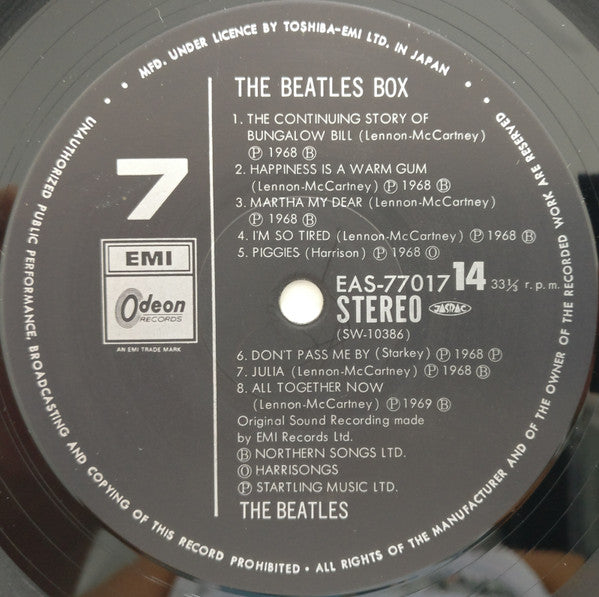 • MFD. UNDER LICENCE BY TOSHIBA-EMI LTD. IN JAPAN •
THE BEATLES BOX
1. THE CONTINUING STORY OF
BUNGALOW BILL (Lennon-McCartney)
Ⓟ 1968 Ⓑ
2. HAPPINESS IS A WARM GUM
(Lennon-McCartney) Ⓟ 1968 Ⓑ
3. MARTHA MY DEAR (Lennon-McCartney)
Ⓟ 1968 Ⓑ
4. I'M SO TIRED (Lennon-McCartney) Ⓟ 1968 Ⓑ
5. PIGGIES (Harrison) Ⓟ 1968 Ⓞ
7
EMI
Odeon
RECORDS
AN EMI TRADE MARK
EAS-77017 14 33⅓ r.p.m.
STEREO JASRAC
(SW-10386)
6. DON'T PASS ME BY (Starkey) Ⓟ 1968 Ⓟ
7. JULIA (Lennon-McCartney) Ⓟ 1968 Ⓑ
8. ALL TOGETHER NOW
(Lennon-McCartney) Ⓟ 1969 Ⓑ
Original Sound Recording made
by EMI Records Ltd.
Ⓑ NORTHERN SONGS LTD.
Ⓞ HARRISONGS
Ⓟ STARTLING MUSIC LTD.
THE BEATLES
UNAUTHORIZED PUBLIC PERFORMANCE, BROADCASTING AND COPYING OF THIS RECORD PROHIBITED • ALL RIGHTS OF THE MANUFACTURER AND OF THE OWNER OF THE RECORDED WORK ARE RESERVED